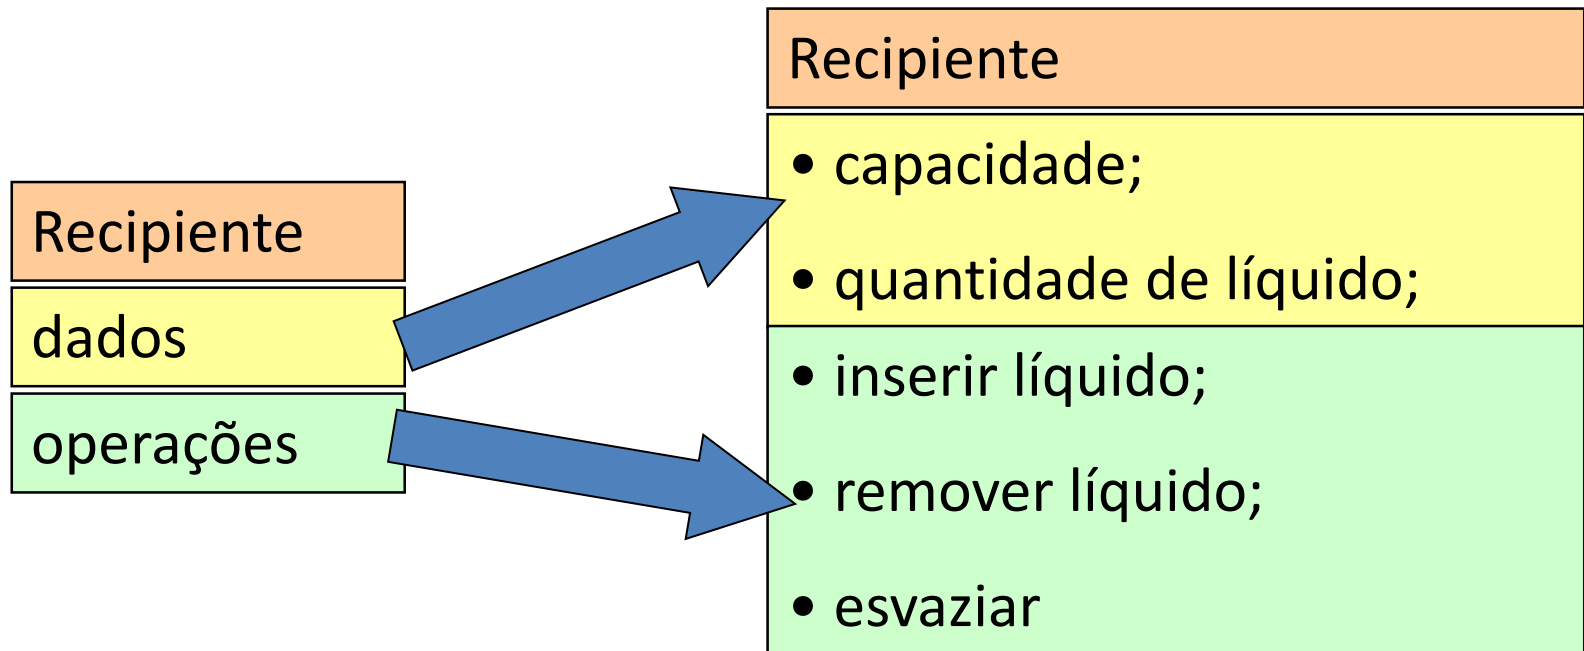 Recipiente
dados
operações
Recipiente
• capacidade;
• quantidade de líquido;
• inserir líquido;
• remover líquido;
• esvaziar